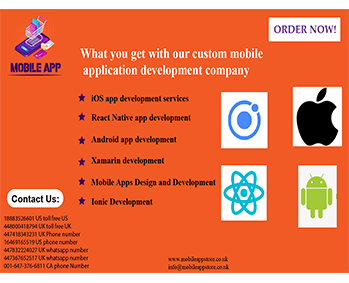 ORDER NOW!
MOBILE APP
What you get with our custom mobile
application development company
iOS app development services
React Native app development
Android app development
Xamarin development
Mobile Apps Design and Development
Ionic Development
Contact Us:
18883526601 US toll free US
448000418794 UK toll free UK
447418343231 UK Phone number
16469165519 US phone number
447832224027 UK whatsapp number
447367652517 UK whatsapp number
001-647-376-6811 CA phone Number
www.mobileappstore.co.uk
info@mobileappstore.co.uk